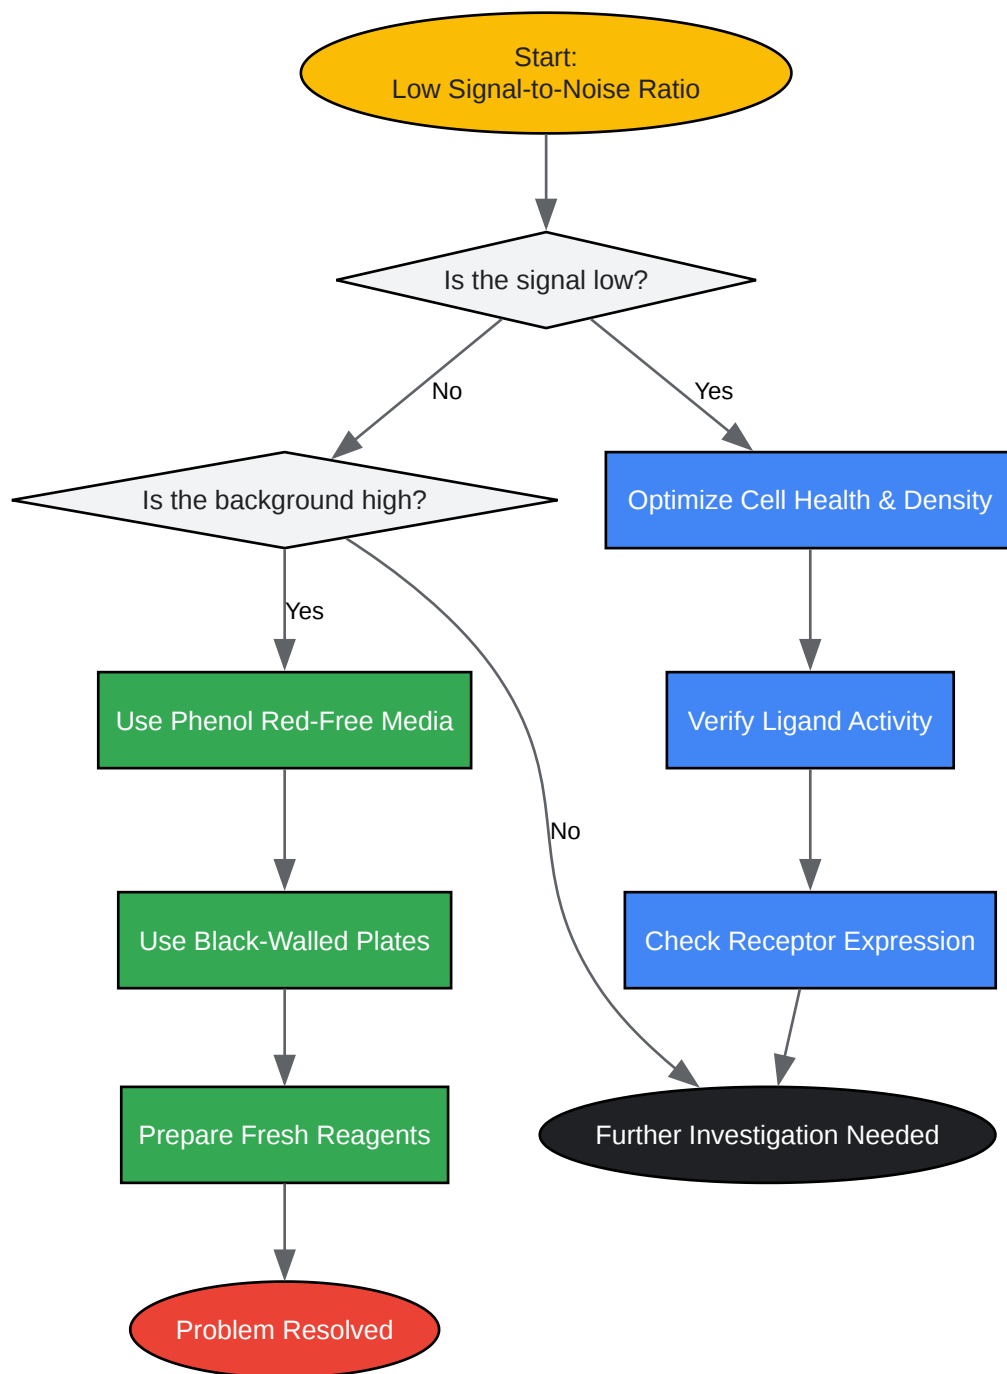 Start:
Low Signal-to-Noise Ratio
Is the signal low?
No
Yes
Is the background high?
Optimize Cell Health & Density
Yes
Use Phenol Red-Free Media
Verify Ligand Activity
No
Use Black-Walled Plates
Check Receptor Expression
Prepare Fresh Reagents
Further Investigation Needed
Problem Resolved